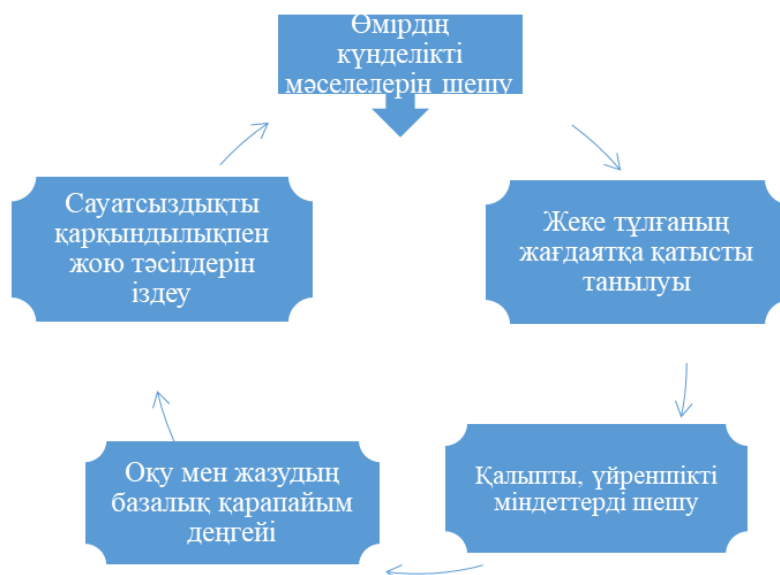 Өмірдің
күнделікті
мәселелерін шешу
Жеке тұлғаның
жағдаятқа қатысты
танылуы
Қалыпты, үйреншікті
міндеттерді шешу
Оқу мен жазудың
базалық қарапайым
деңгейі
Сауатсыздықты
қарқындылықпен
жою тәсілдерін
іздеу